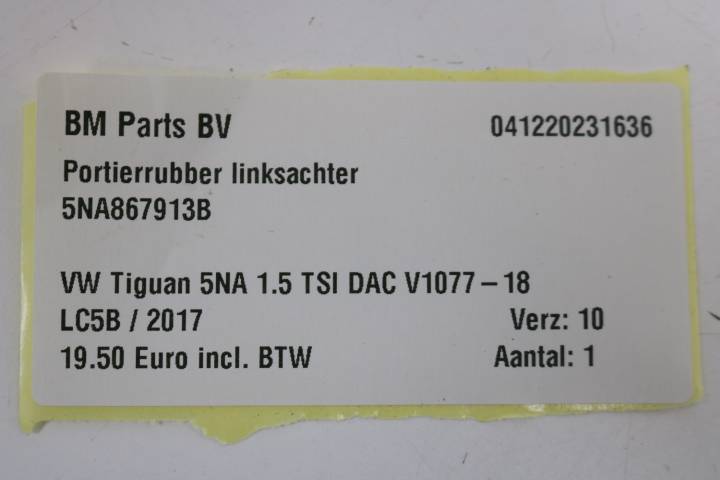 BM Parts BV 041220231636
Portierrubber linksachter
5NA867913B
VW Tiguan 5NA 1.5 TSI DAC V1077 – 18
LC5B / 2017 Verz: 10
19.50 Euro incl. BTW Aantal: 1